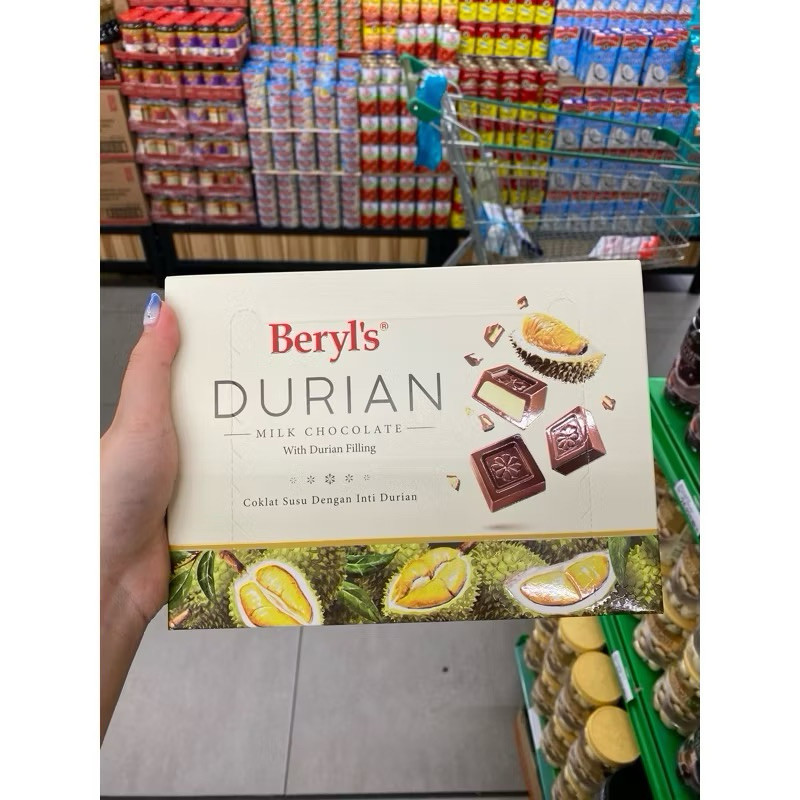 Beryl's®
DURIAN
MILK CHOCOLATE
With Durian Filling
Coklat Susu Dengan Inti Durian